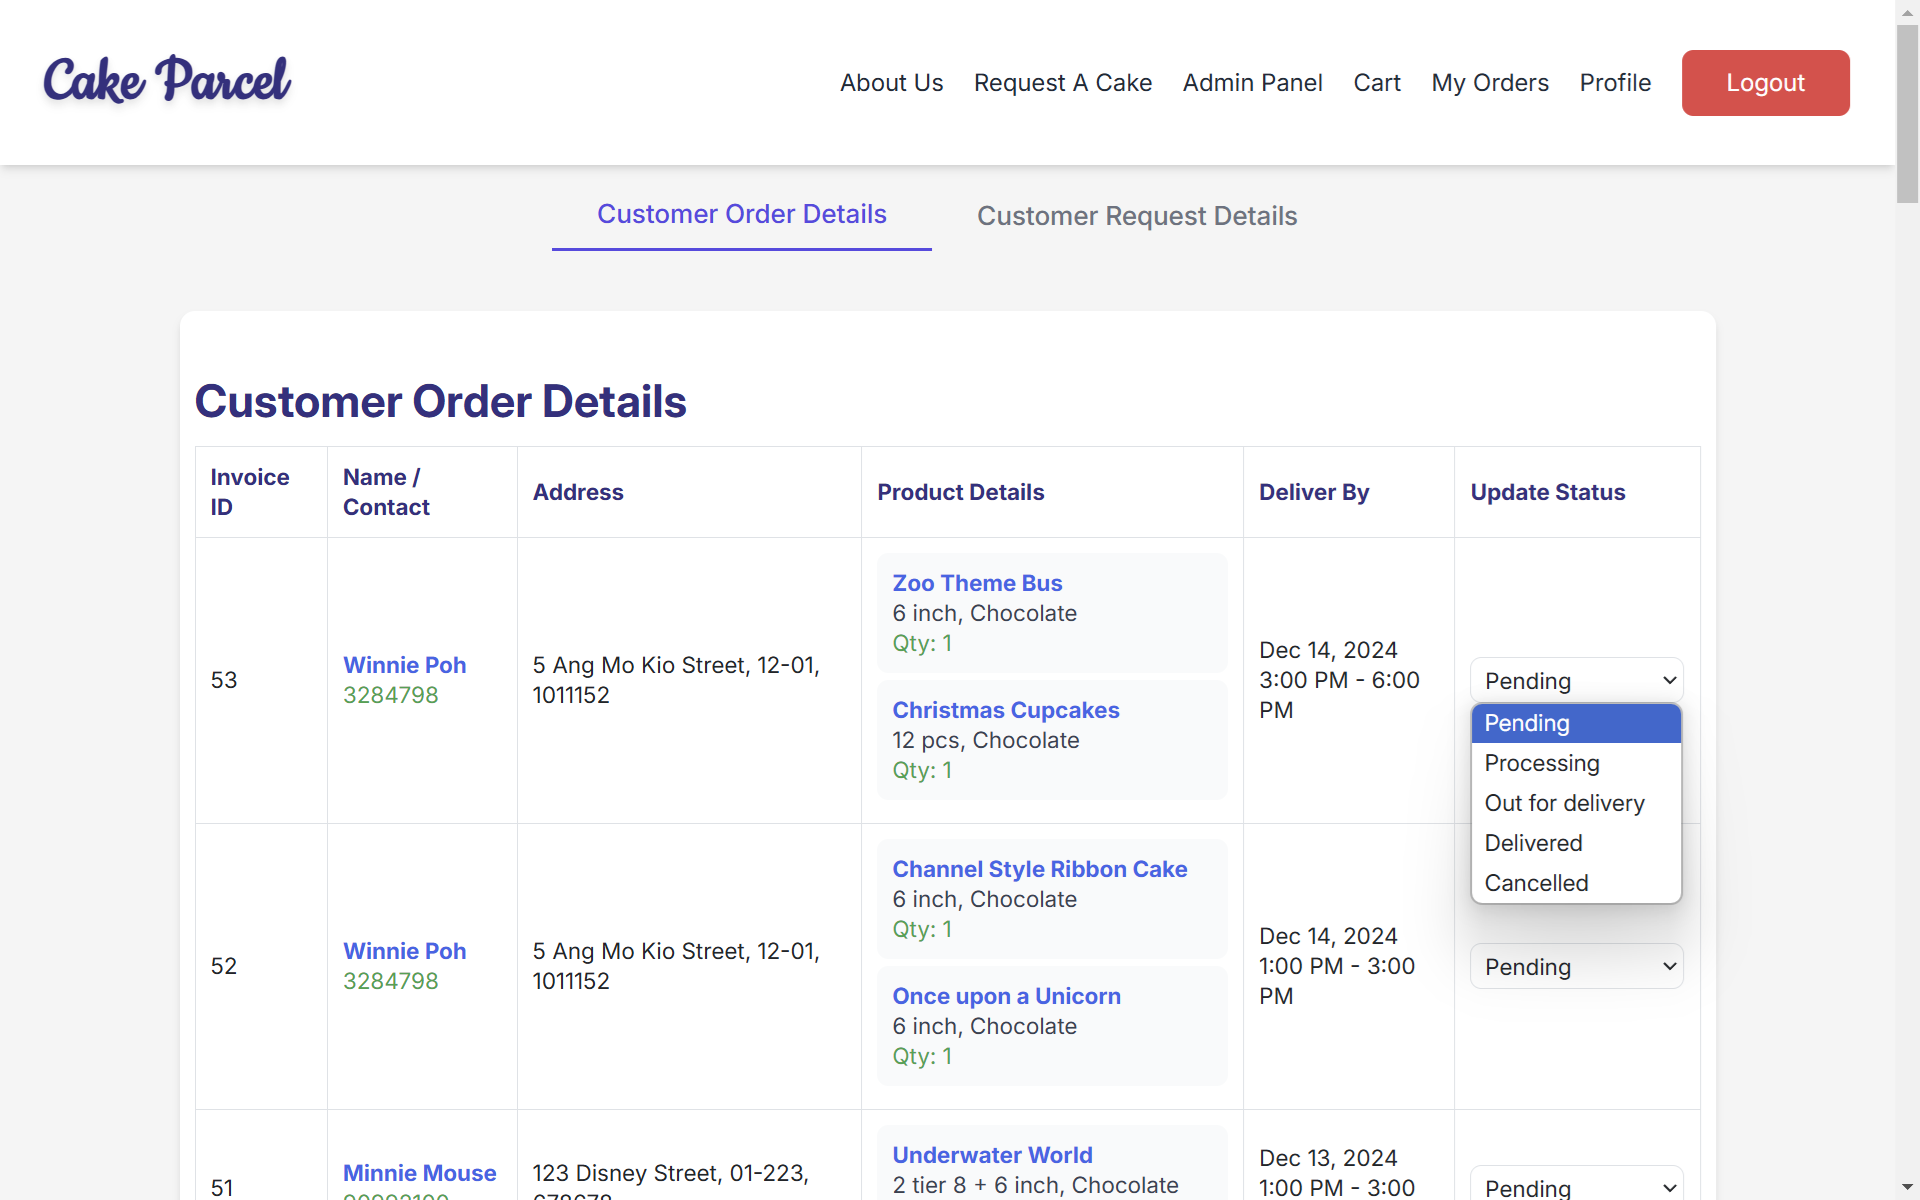 Cake Parcel
About Us
Request A Cake
Admin Panel
Cart
My Orders
Profile
Logout
Customer Order Details
Customer Request Details
Customer Order Details
Invoice
ID
Name /
Contact
Address
Product Details
Deliver By
Update Status
53
Winnie Poh
3284798
5 Ang Mo Kio Street, 12-01,
1011152
Zoo Theme Bus
6 inch, Chocolate
Qty: 1
Christmas Cupcakes
12 pcs, Chocolate
Qty: 1
Dec 14, 2024
3:00 PM - 6:00
PM
Pending
Pending
Processing
Out for delivery
Delivered
Cancelled
52
Winnie Poh
3284798
5 Ang Mo Kio Street, 12-01,
1011152
Channel Style Ribbon Cake
6 inch, Chocolate
Qty: 1
Once upon a Unicorn
6 inch, Chocolate
Qty: 1
Dec 14, 2024
1:00 PM - 3:00
PM
Pending
51
Minnie Mouse
123 Disney Street, 01-223,
Underwater World
2 tier 8 + 6 inch, Chocolate
Dec 13, 2024
1:00 PM - 3:00
Pending